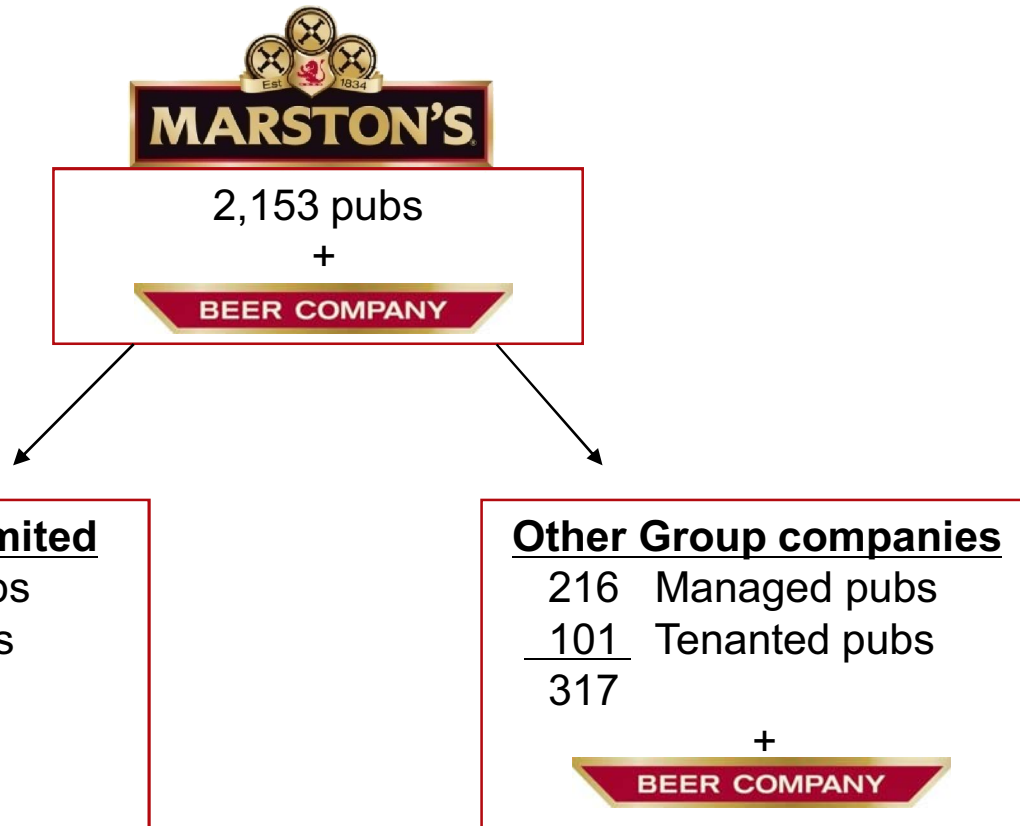 Est 1834
MARSTON'S
2,153 pubs
+
BEER COMPANY
Other Group companies
216 Managed pubs
101 Tenanted pubs
317
+
BEER COMPANY